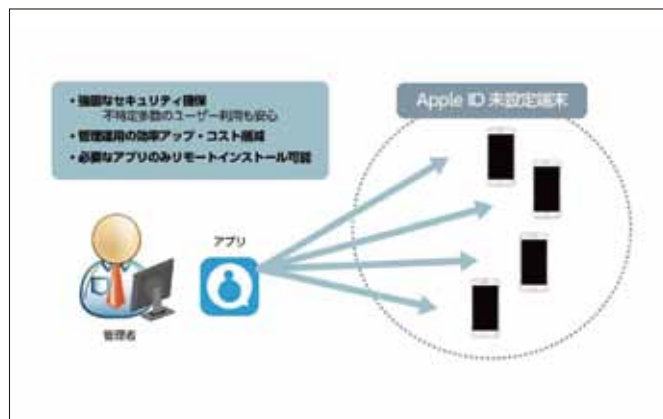 ・強固なセキュリティ確保
不特定多数のユーザー利用も安心
・管理運用の効率アップ・コスト削減
・必要なアプリのみリモートインストール可能
Apple ID 未設定端末
アプリ
管理者